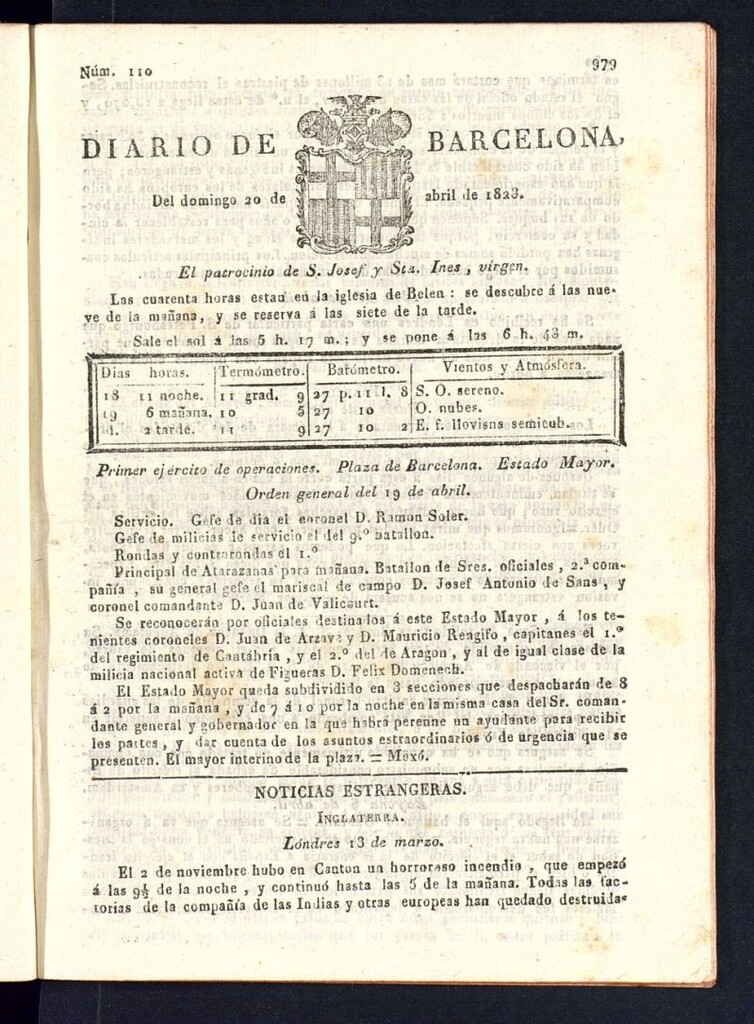 Núm. 110 979
DIARIO DE BARCELONA,
Del domingo 20 de abril de 1823.
El patrocinio de S. Josef y Sta. Ines, virgen.
Las cuarenta horas estan en la iglesia de Belen: se descubre á las nue-
ve de la mañana, y se reserva á las siete de la tarde.
Sale el sol á las 5 h. 17 m.; y se pone á las 6 h. 43 m.
Dias horas. Termómetro. Barómetro. Vientos y Atmósfera.
18 11 noche. 11 grad. 9 27 p. 11 l. 8 S. O. sereno.
19 6 mañana. 10 5 27 10 O. nubes.
d. 2 tarde. 11 9 27 10 2 E. f. llovisna semicub.
Primer ejército de operaciones. Plaza de Barcelona. Estado Mayor.
Orden general del 19 de abril.
Servicio. Gefe de dia el coronel D. Ramon Soler.
Gefe de milicias de servicio el del 9.º batallon.
Rondas y contrarondas el 1.º
Principal de Atarazanas para mañana. Batallon de Sres. oficiales, 2.ª com-
pañía, su general gefe el mariscal de campo D. Josef Antonio de Sans, y
coronel comandante D. Juan de Valicourt.
Se reconocerán por oficiales destinados á este Estado Mayor, á los te-
nientes coroneles D. Juan de Arzave y D. Mauricio Rengifo, capitanes el 1.º
del regimiento de Cantábria, y el 2.º del de Aragon, y al de igual clase de la
milicia nacional activa de Figueras D. Felix Domenech.
El Estado Mayor queda subdividido en 3 secciones que despacharán de 8
á 2 por la mañana, y de 7 á 10 por la noche en la misma casa del Sr. coman-
dante general y gobernador en la que habrá perenne un ayudante para recibir
los partes, y dar cuenta de los asuntos estraordinarios ó de urgencia que se
presenten. El mayor interino de la plaza. = Moxó.
NOTICIAS ESTRANGERAS.
INGLATERRA.
Lóndres 13 de marzo.
El 2 de noviembre hubo en Canton un horroroso incendio, que empezó
á las 9½ de la noche, y continuó hasta las 5 de la mañana. Todas las fac-
torias de la compañía de las Indias y otras europeas han quedado destruidas